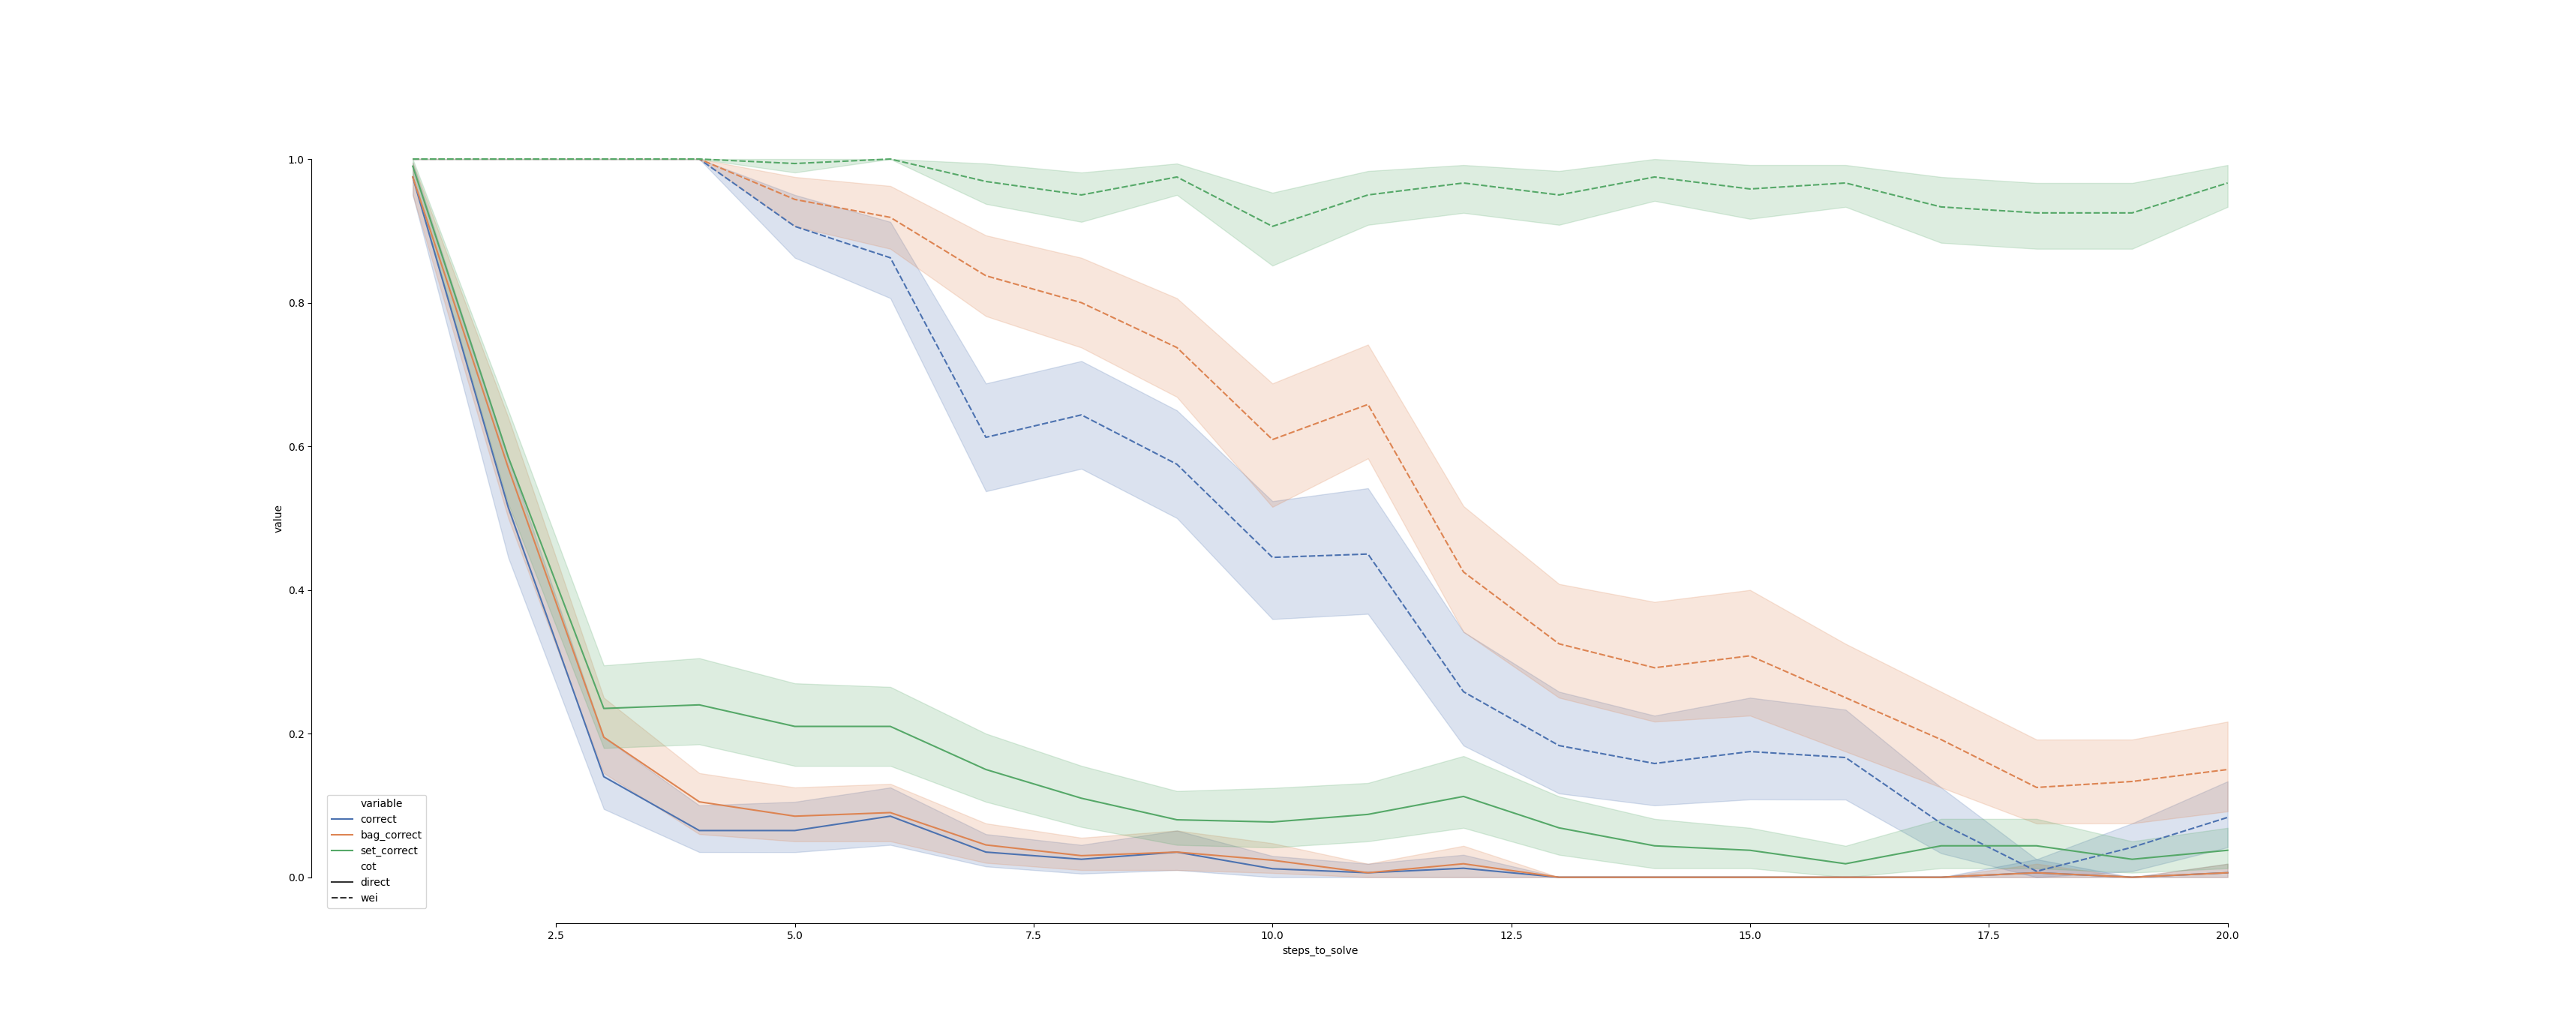 1.0
0.8
0.6
0.4
0.2
0.0
value
variable
correct
bag_correct
set_correct
cot
direct
wei
2.5 5.0 7.5 10.0 12.5 15.0 17.5 20.0
steps_to_solve